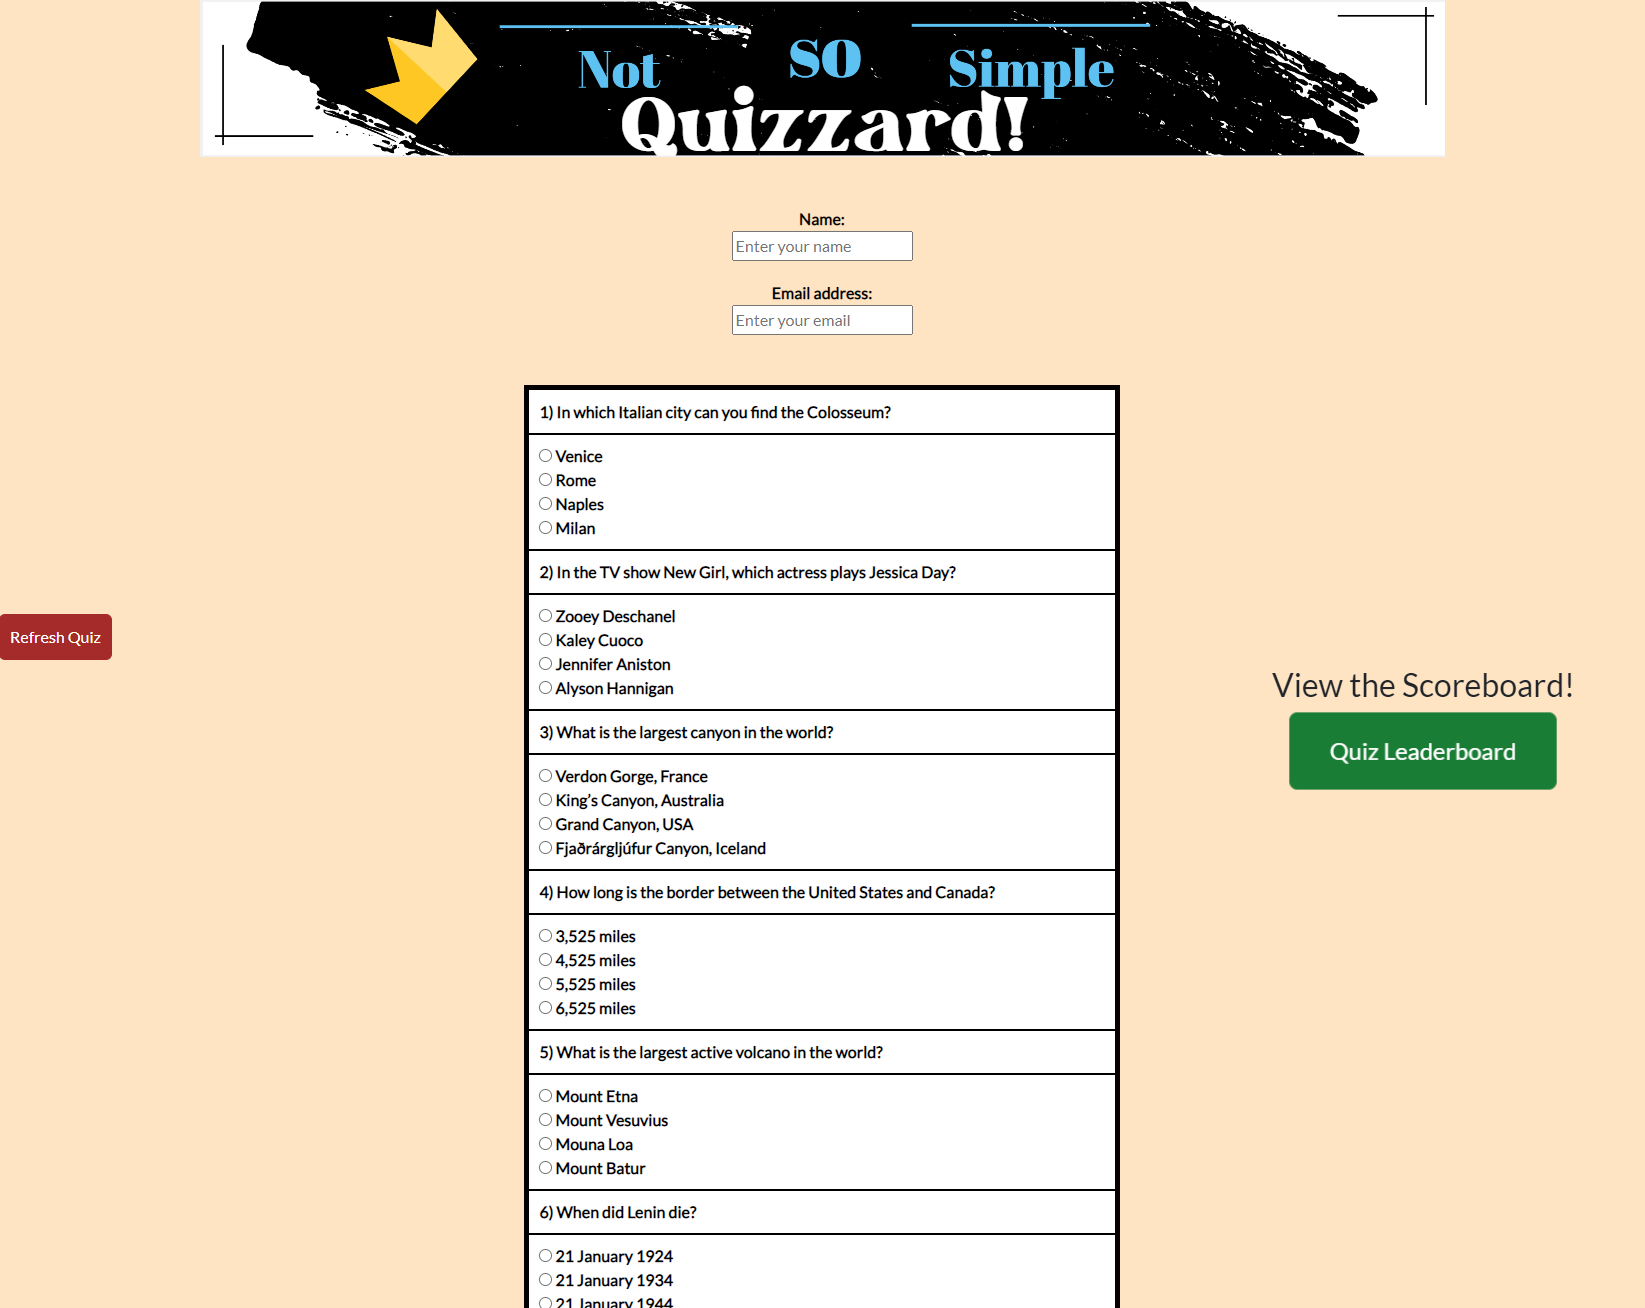 Not so Simple
Quizzard!
Name:
Enter your name
Email address:
Enter your email
1) In which Italian city can you find the Colosseum?
Venice
Rome
Naples
Milan
2) In the TV show New Girl, which actress plays Jessica Day?
Zooey Deschanel
Kaley Cuoco
Jennifer Aniston
Alyson Hannigan
3) What is the largest canyon in the world?
Verdon Gorge, France
King's Canyon, Australia
Grand Canyon, USA
Fjaðrárgljúfur Canyon, Iceland
4) How long is the border between the United States and Canada?
3,525 miles
4,525 miles
5,525 miles
6,525 miles
5) What is the largest active volcano in the world?
Mount Etna
Mount Vesuvius
Mouna Loa
Mount Batur
6) When did Lenin die?
21 January 1924
21 January 1934
21 January 1944
Refresh Quiz
View the Scoreboard!
Quiz Leaderboard